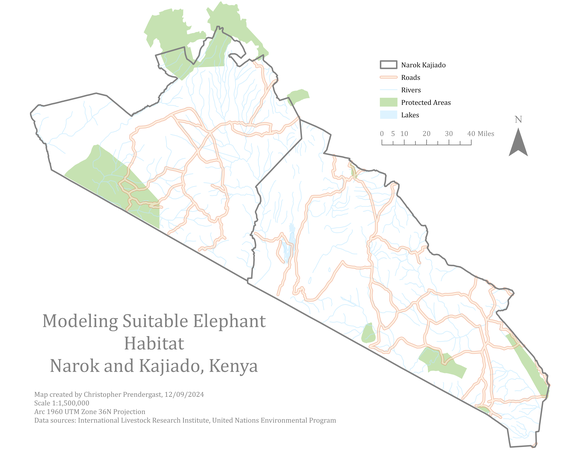 Narok Kajiado
Roads
Rivers
Protected Areas
Lakes
0 5 10 20 30 40 Miles
N
Modeling Suitable Elephant
Habitat
Narok and Kajiado, Kenya
Map created by Christopher Prendergast, 12/09/2024
Scale 1:1,500,000
Arc 1960 UTM Zone 36N Projection
Data sources: International Livestock Research Institute, United Nations Environmental Program